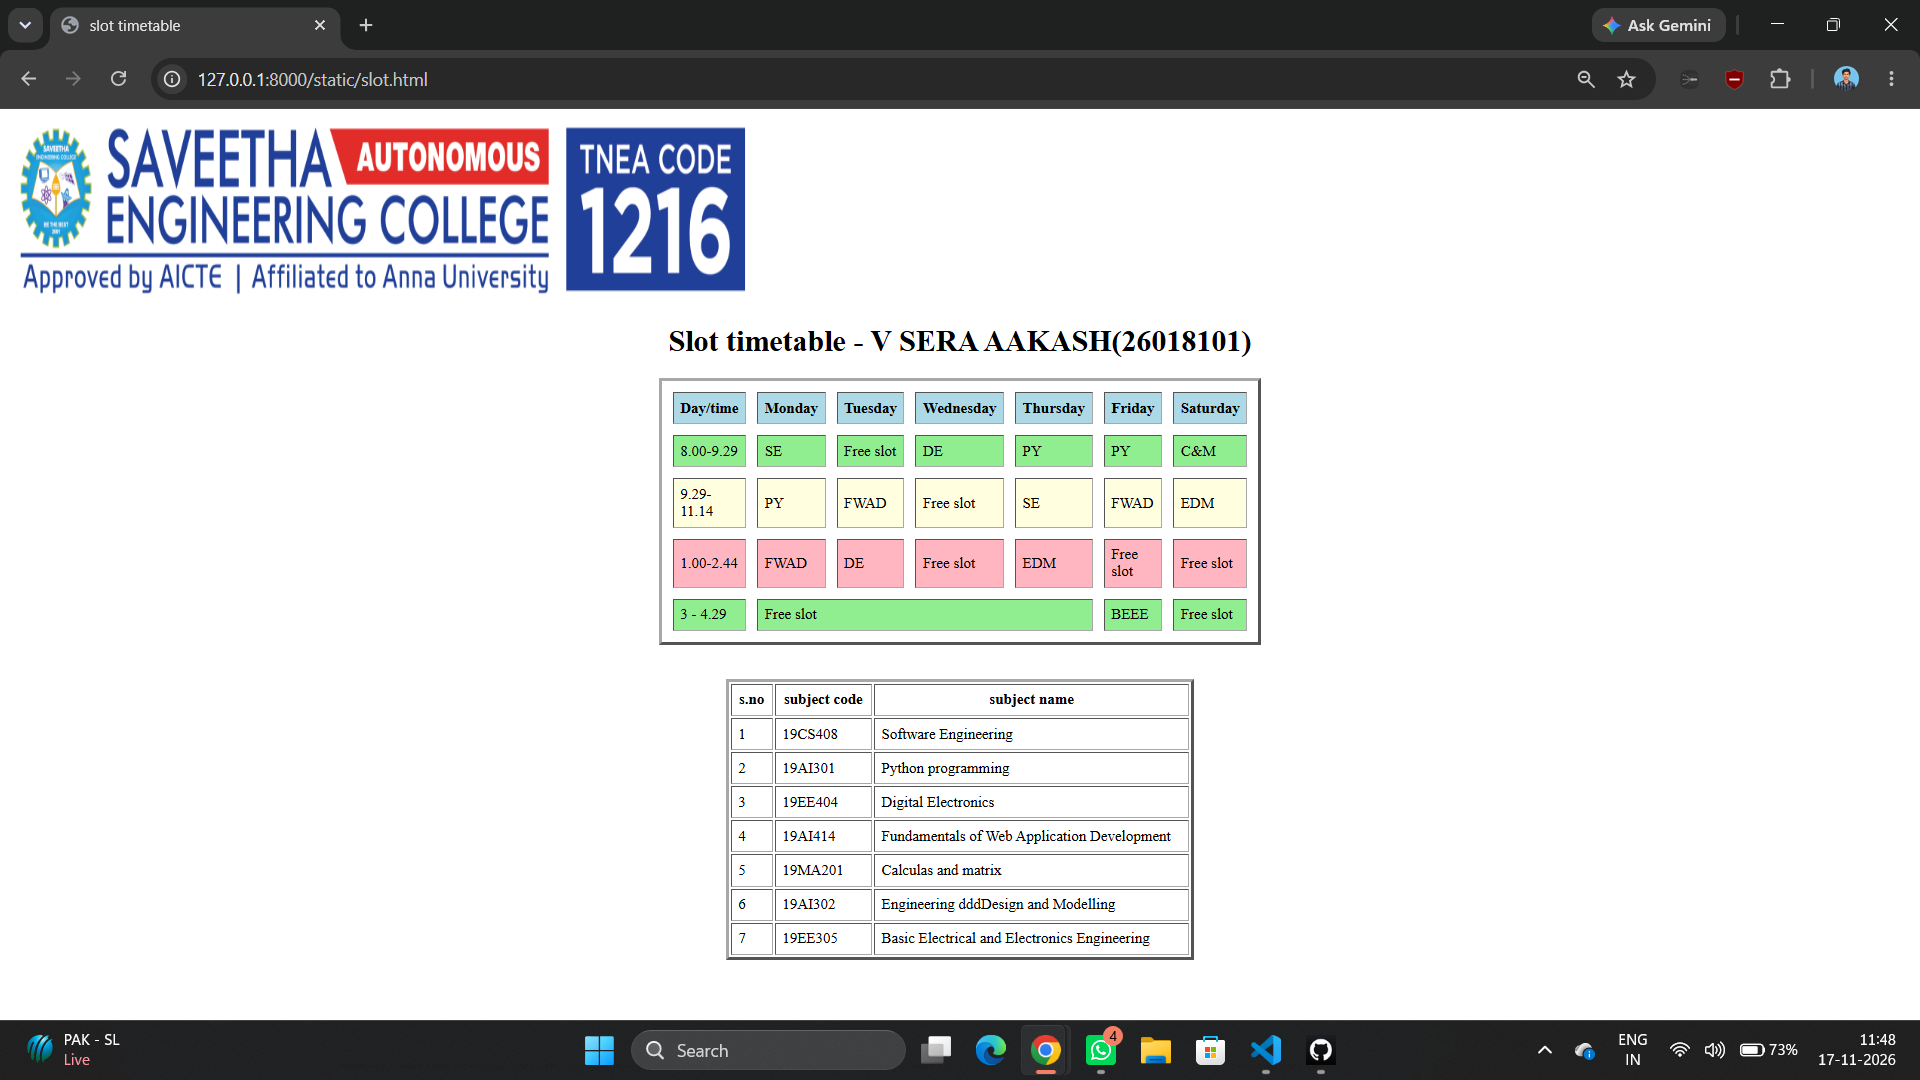 slot timetable
Ask Gemini
127.0.0.1:8000/static/slot.html
SAVEETHA AUTONOMOUS
ENGINEERING COLLEGE
Approved by AICTE | Affiliated to Anna University
TNEA CODE
1216
Slot timetable - V SERA AAKASH(26018101)
Day/time Monday Tuesday Wednesday Thursday Friday Saturday
8.00-9.29 SE Free slot DE PY PY C&M
9.29-11.14 PY FWAD Free slot SE FWAD EDM
1.00-2.44 FWAD DE Free slot EDM Free slot Free slot
3 - 4.29 Free slot BEEE Free slot
s.no subject code subject name
1 19CS408 Software Engineering
2 19AI301 Python programming
3 19EE404 Digital Electronics
4 19AI414 Fundamentals of Web Application Development
5 19MA201 Calculas and matrix
6 19AI302 Engineering dddDesign and Modelling
7 19EE305 Basic Electrical and Electronics Engineering
PAK - SL
Live
Search
4
ENG
IN
73%
11:48
17-11-2026